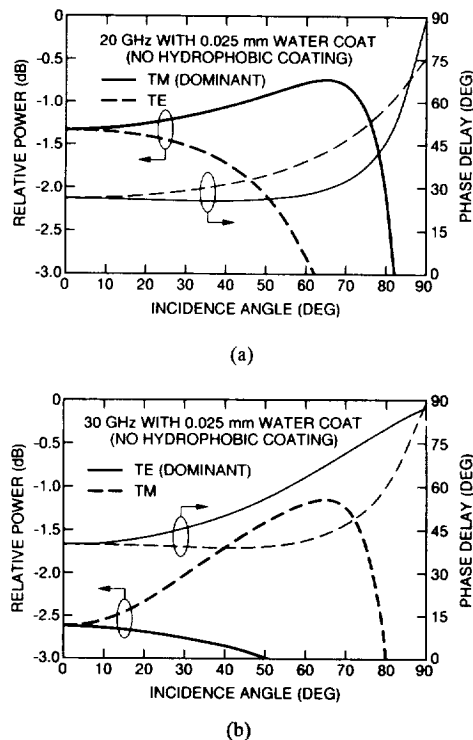 20 GHz WITH 0.025 mm WATER COAT
(NO HYDROPHOBIC COATING)
TM (DOMINANT)
TE
RELATIVE POWER (dB)
0
-0.5
-1.0
-1.5
-2.0
-2.5
-3.0
PHASE DELAY (DEG)
90
75
60
45
30
15
0
0 10 20 30 40 50 60 70 80 90
INCIDENCE ANGLE (DEG)
(a)
30 GHz WITH 0.025 mm WATER COAT
(NO HYDROPHOBIC COATING)
TE (DOMINANT)
TM
RELATIVE POWER (dB)
0
-0.5
-1.0
-1.5
-2.0
-2.5
-3.0
PHASE DELAY (DEG)
90
75
60
45
30
15
0
0 10 20 30 40 50 60 70 80 90
INCIDENCE ANGLE (DEG)
(b)